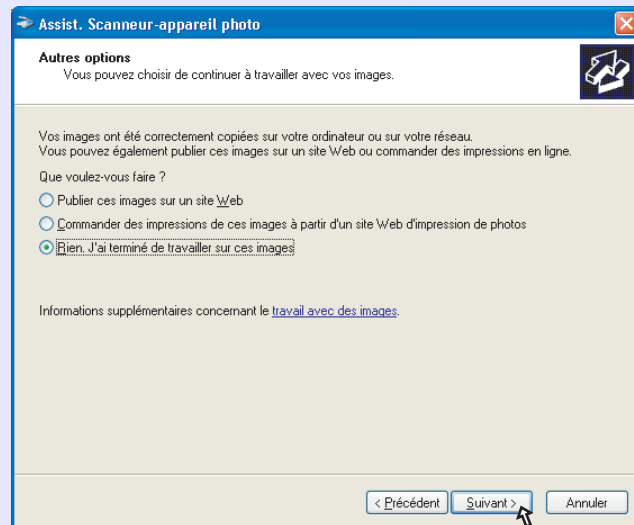 Assist. Scanneur-appareil photo
Autres options
Vous pouvez choisir de continuer à travailler avec vos images.
Vos images ont été correctement copiées sur votre ordinateur ou sur votre réseau.
Vous pouvez également publier ces images sur un site Web ou commander des impressions en ligne.
Que voulez-vous faire ?
Publier ces images sur un site Web
Commander des impressions de ces images à partir d'un site Web d'impression de photos
Rien. J'ai terminé de travailler sur ces images
Informations supplémentaires concernant le travail avec des images.
< Précédent Suivant > Annuler